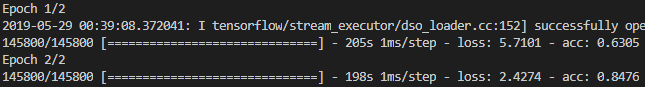 Epoch 1/2
2019-05-29 00:39:08.372041: I tensorflow/stream_executor/dso_loader.cc:152] successfully ope
145800/145800 [==============================] - 205s 1ms/step - loss: 5.7101 - acc: 0.6305
Epoch 2/2
145800/145800 [==============================] - 198s 1ms/step - loss: 2.4274 - acc: 0.8476